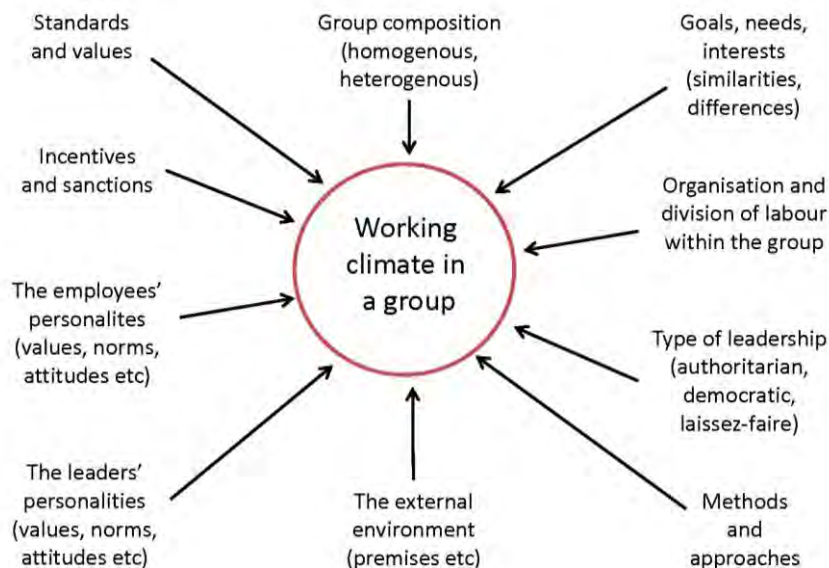 Standards
and values
Group composition
(homogenous,
heterogenous)
Goals, needs,
interests
(similarities,
differences)
Incentives
and sanctions
Organisation and
division of labour
within the group
Working
climate in
a group
The employees’
personalites
(values, norms,
attitudes etc)
Type of leadership
(authoritarian,
democratic,
laissez-faire)
The leaders’
personalities
(values, norms,
attitudes etc)
The external
environment
(premises etc)
Methods
and
approaches